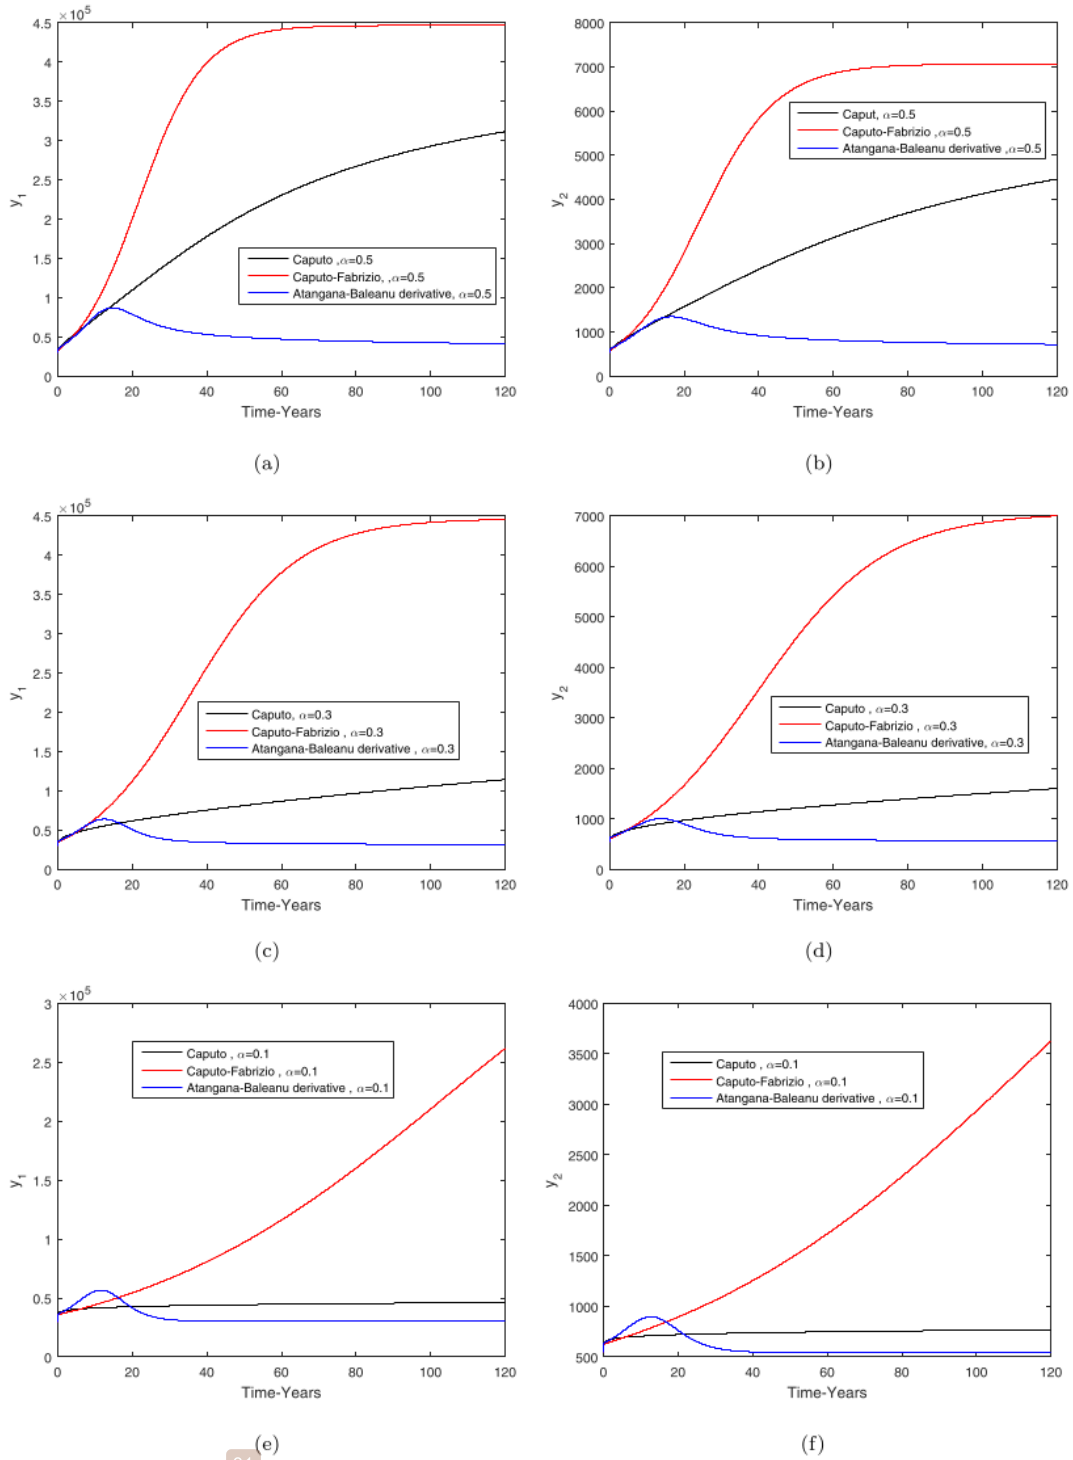 ×10^5
4.5
4
3.5
3
2.5
2
1.5
1
0.5
0
y_1
Caputo ,α=0.5
Caputo-Fabrizio, ,α=0.5
Atangana-Baleanu derivative, α=0.5
0 20 40 60 80 100 120
Time-Years
(a)
8000
7000
6000
5000
4000
3000
2000
1000
0
y_2
Caput, α=0.5
Caputo-Fabrizio ,α=0.5
Atangana-Baleanu derivative ,α=0.5
0 20 40 60 80 100 120
Time-Years
(b)
×10^5
4.5
4
3.5
3
2.5
2
1.5
1
0.5
0
y_1
Caputo, α=0.3
Caputo-Fabrizio , α=0.3
Atangana-Baleanu derivative , α=0.3
0 20 40 60 80 100 120
Time-Years
(c)
7000
6000
5000
4000
3000
2000
1000
0
y_2
Caputo , α=0.3
Caputo-Fabrizio , α=0.3
Atangana-Baleanu derivative, α=0.3
0 20 40 60 80 100 120
Time-Years
(d)
×10^5
3
2.5
2
1.5
1
0.5
0
y_1
Caputo , α=0.1
Caputo-Fabrizio , α=0.1
Atangana-Baleanu derivative , α=0.1
0 20 40 60 80 100 120
Time-Years
(e)
4000
3500
3000
2500
2000
1500
1000
500
y_2
Caputo , α=0.1
Caputo-Fabrizio , α=0.1
Atangana-Baleanu derivative , α=0.1
0 20 40 60 80 100 120
Time-Years
(f)